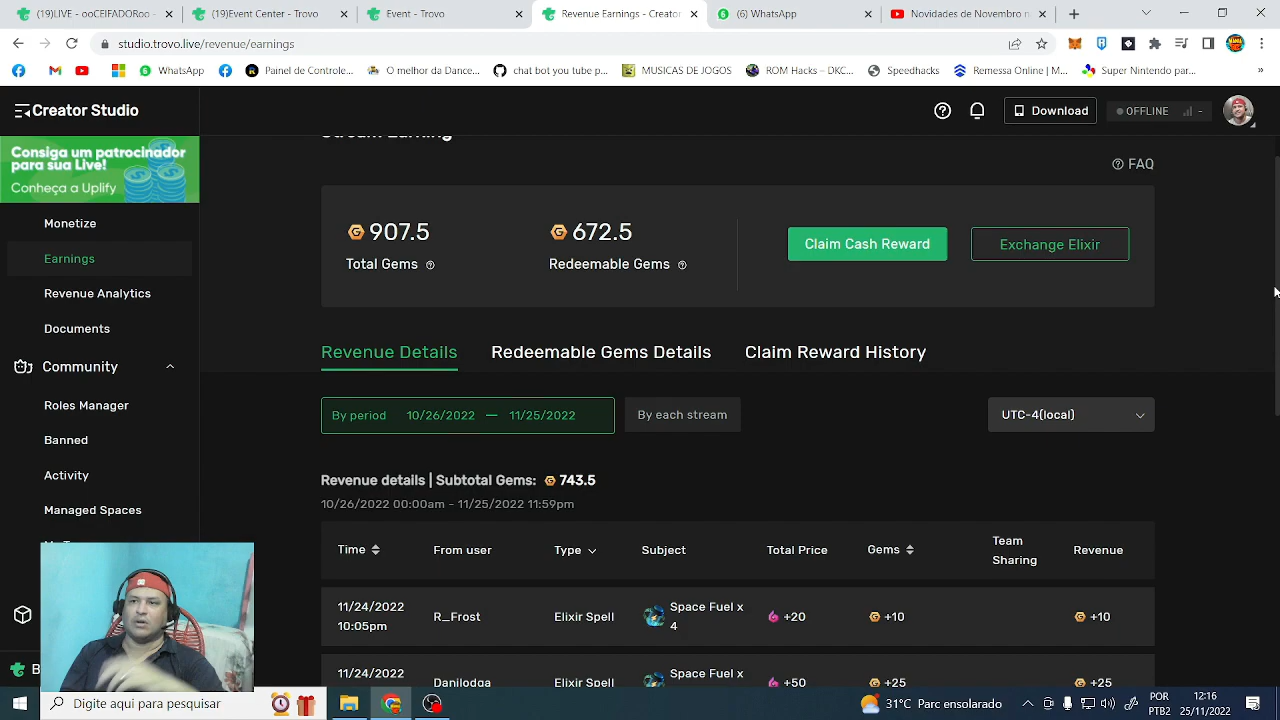 (19)LIVE - ooCEIFADORoo - Tro
(19)Event Center - Trovo
Event - Trovo
Revenue Earnings - Creator
(6) WhatsApp
Novidades de Novembro n
studio.trovo.live/revenue/earnings
WhatsApp
Painel de Controle...
O melhor da Dimore...
MUSICAS DE JOGOS
ROM Hacks – DKC...
Speedhacks
Remessa Online | M...
Super Nintendo par...
»
Creator Studio
Download
OFFLINE
-
Consiga um patrocinador
para sua Live!
Conheça a Uplify
Monetize
Earnings
Revenue Analytics
Documents
Community
Roles Manager
Banned
Activity
Managed Spaces
Stream Earning
FAQ
907.5
Total Gems
672.5
Redeemable Gems
Claim Cash Reward
Exchange Elixir
Revenue Details
Redeemable Gems Details
Claim Reward History
By period 10/26/2022 — 11/25/2022
By each stream
UTC-4(local)
Revenue details | Subtotal Gems: 743.5
10/26/2022 00:00am - 11/25/2022 11:59pm
Time
From user
Type
Subject
Total Price
Gems
Team
Sharing
Revenue
11/24/2022
10:05pm
R_Frost
Elixir Spell
Space Fuel x
4
+20
+10
+10
11/24/2022
Danilodga
Elixir Spell
Space Fuel x
+50
+25
+25
Digite aqui para pesquisar
31°C Parc ensolarado
POR
PTB2
12:16
25/11/2022